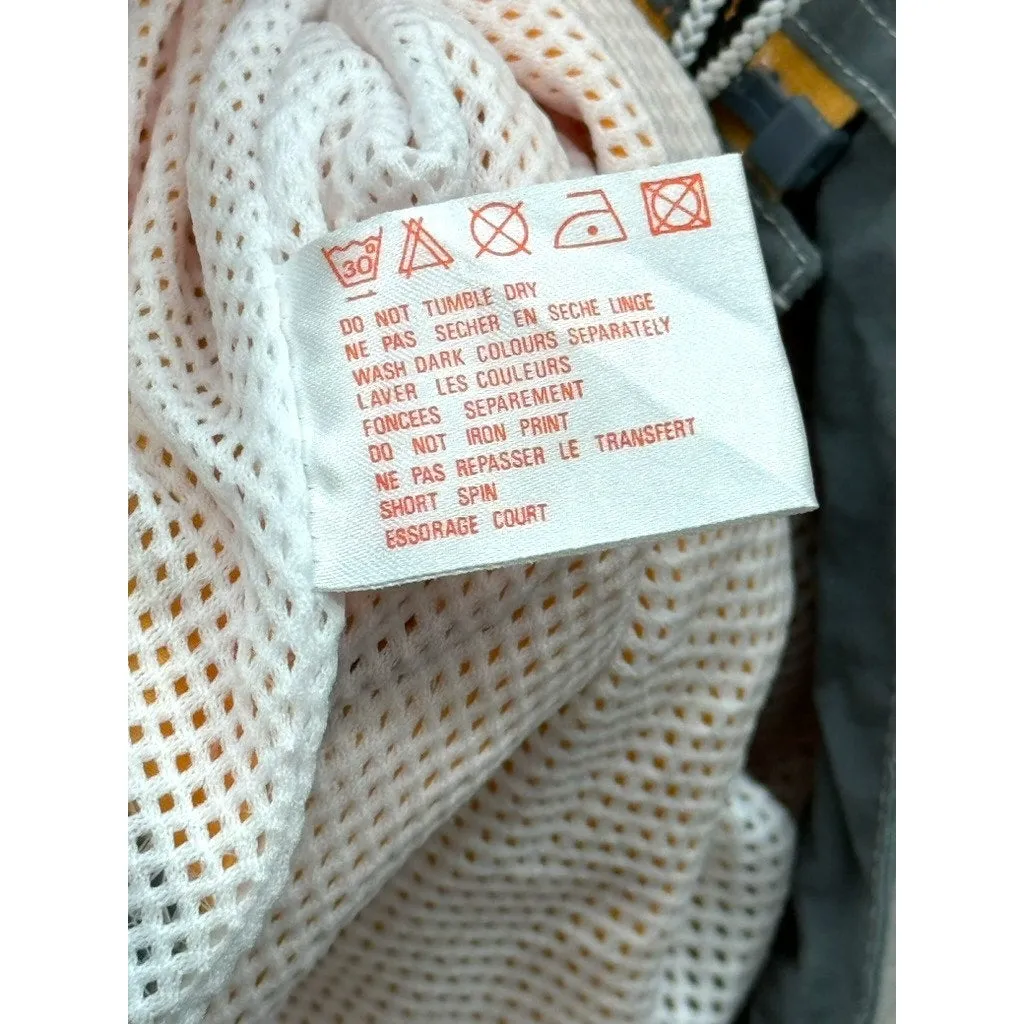 30°
DO NOT TUMBLE DRY
NE PAS SECHER EN SECHE LINGE
WASH DARK COLOURS SEPARATELY
LAVER LES COULEURS
FONCEES SEPAREMENT
DO NOT IRON PRINT
NE PAS REPASSER LE TRANSFERT
SHORT SPIN
ESSORAGE COURT